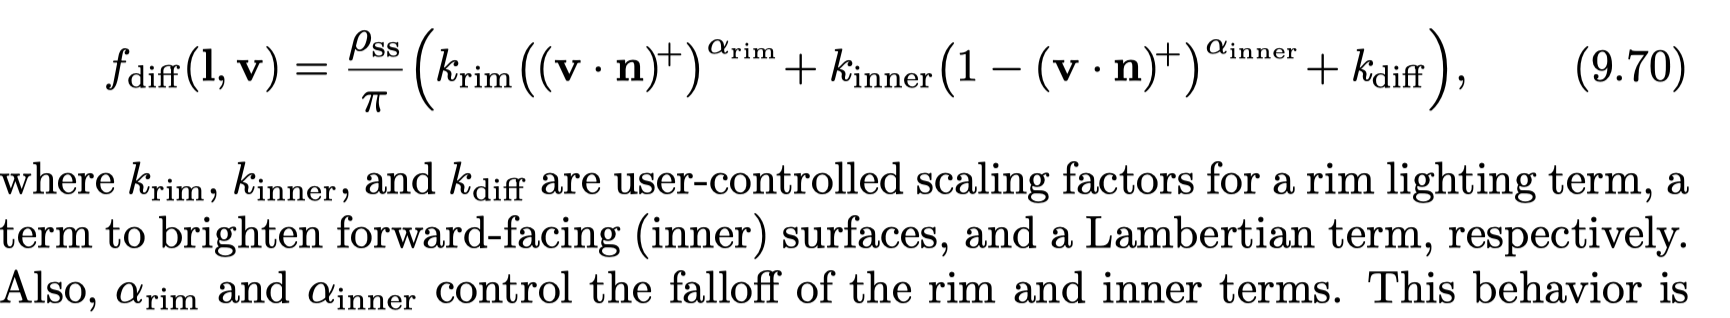 f_diff(l, v) = ρ_ss/π (k_rim((v · n)⁺)^α_rim + k_inner(1 − (v · n)⁺)^α_inner + k_diff), (9.70)
where k_rim, k_inner, and k_diff are user-controlled scaling factors for a rim lighting term, a
term to brighten forward-facing (inner) surfaces, and a Lambertian term, respectively.
Also, α_rim and α_inner control the falloff of the rim and inner terms. This behavior is